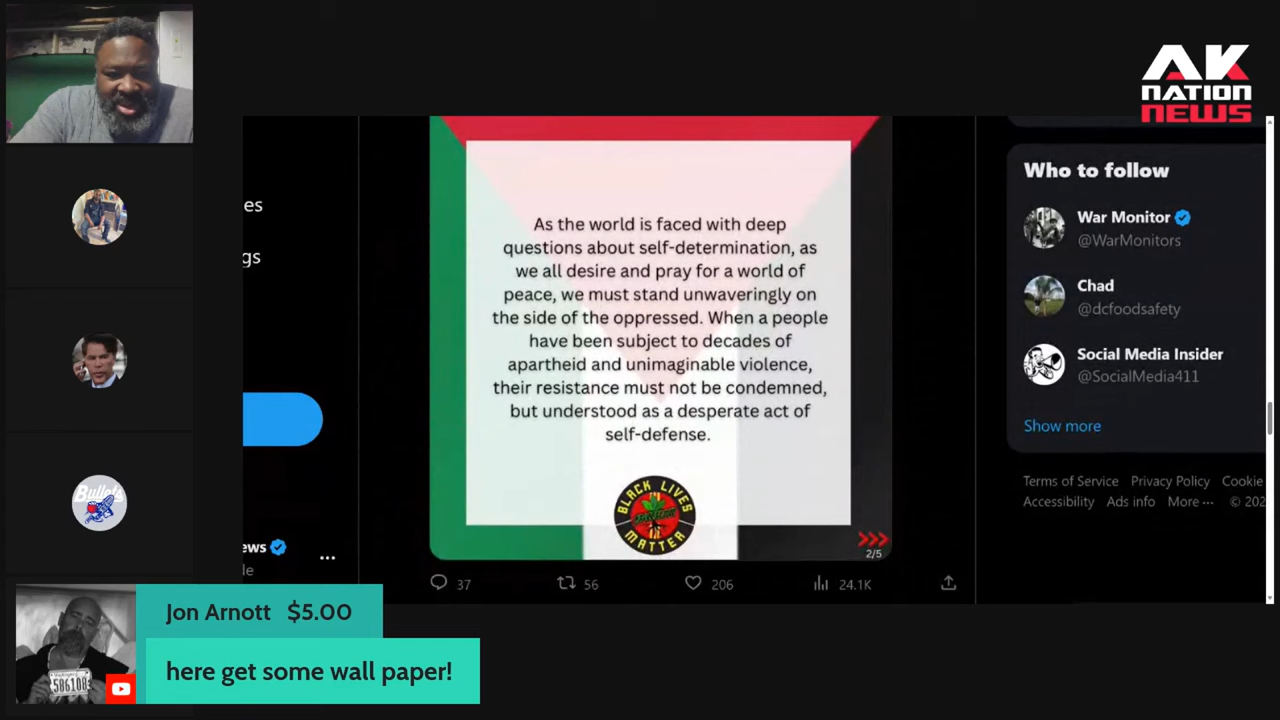 AK
NATION
NEWS
es
gs
ews
le
As the world is faced with deep
questions about self-determination, as
we all desire and pray for a world of
peace, we must stand unwaveringly on
the side of the oppressed. When a people
have been subject to decades of
apartheid and unimaginable violence,
their resistance must not be condemned,
but understood as a desperate act of
self-defense.
BLACK LIVES
MATTER
2/5
37 56 206 24.1K
Who to follow
War Monitor
@WarMonitors
Chad
@dcfoodsafety
Social Media Insider
@SocialMedia411
Show more
Terms of Service Privacy Policy Cookie
Accessibility Ads info More ··· © 202
Bullets
Jon Arnott $5.00
here get some wall paper!
586108